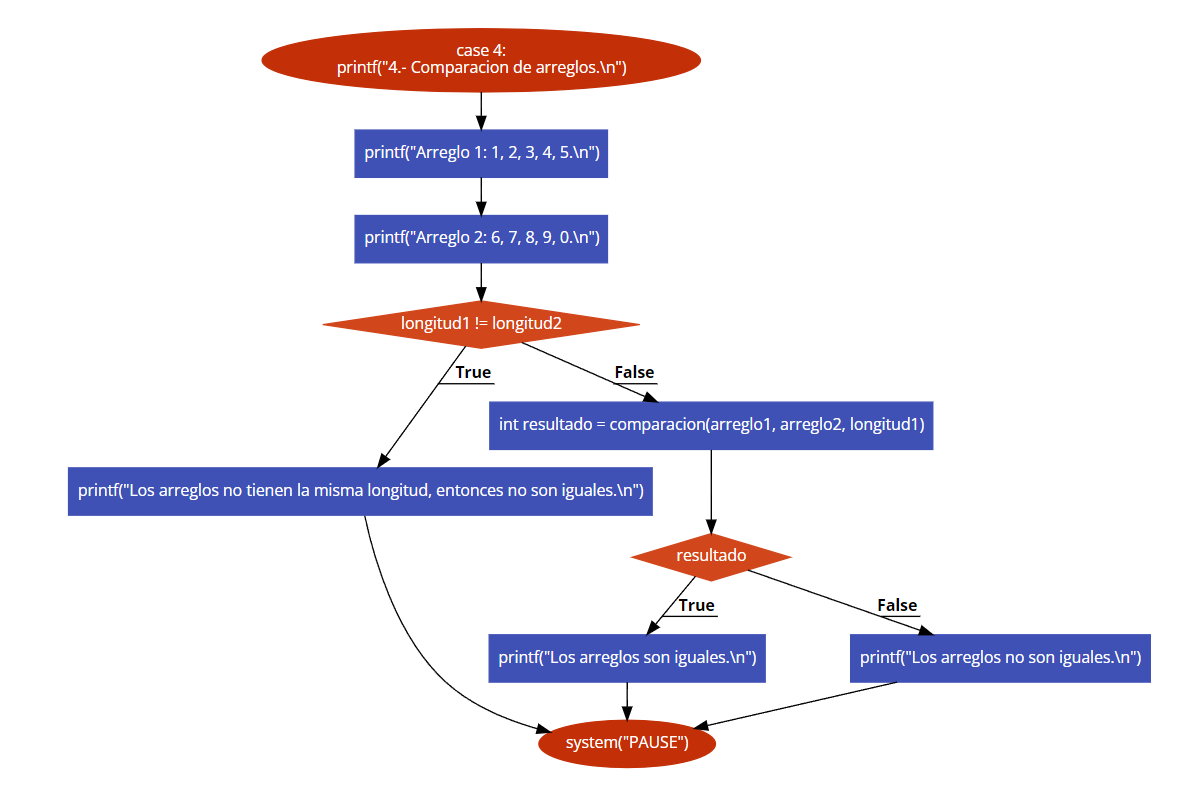 case 4:
printf("4.- Comparacion de arreglos.\n")
printf("Arreglo 1: 1, 2, 3, 4, 5.\n")
printf("Arreglo 2: 6, 7, 8, 9, 0.\n")
longitud1 != longitud2
True
False
int resultado = comparacion(arreglo1, arreglo2, longitud1)
printf("Los arreglos no tienen la misma longitud, entonces no son iguales.\n")
resultado
True
False
printf("Los arreglos son iguales.\n")
printf("Los arreglos no son iguales.\n")
system("PAUSE")